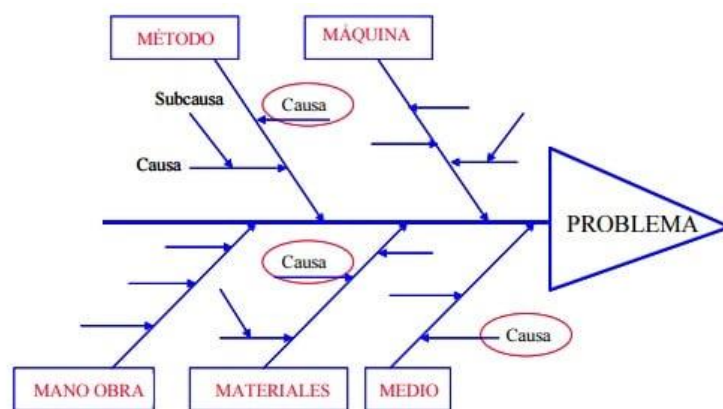 MÉTODO
MÁQUINA
Subcausa
Causa
Causa
PROBLEMA
Causa
Causa
MANO OBRA
MATERIALES
MEDIO